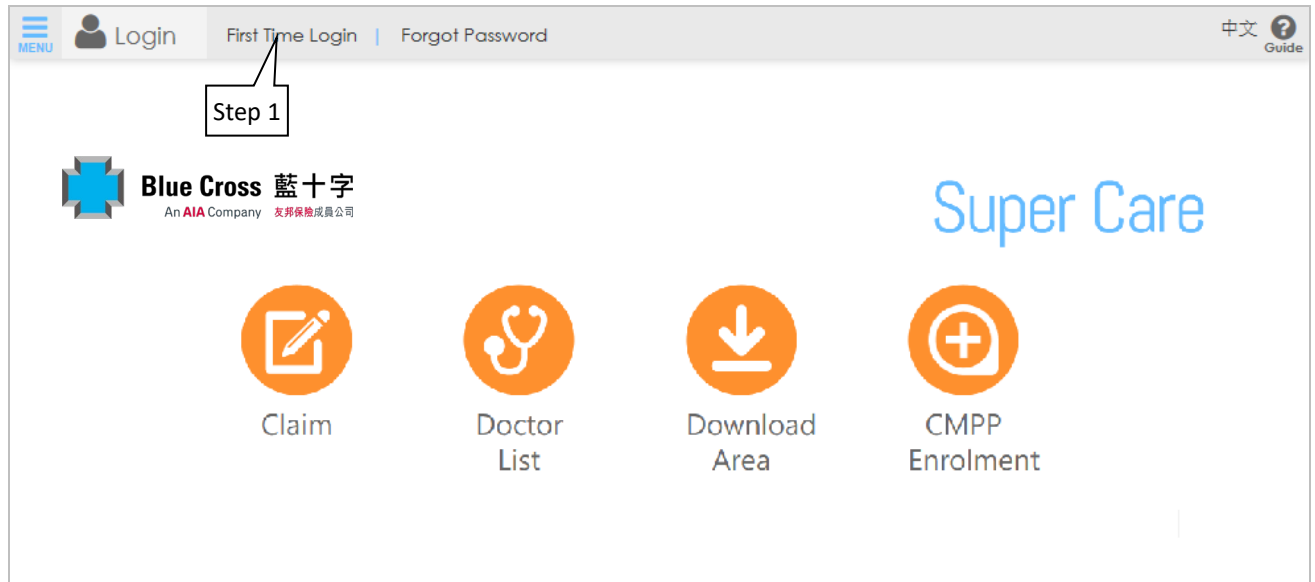 MENU
Login
First Time Login | Forgot Password
中文
Guide
Step 1
Blue Cross 藍十字
An AIA Company 友邦保險成員公司
Super Care
Claim
Doctor
List
Download
Area
CMPP
Enrolment